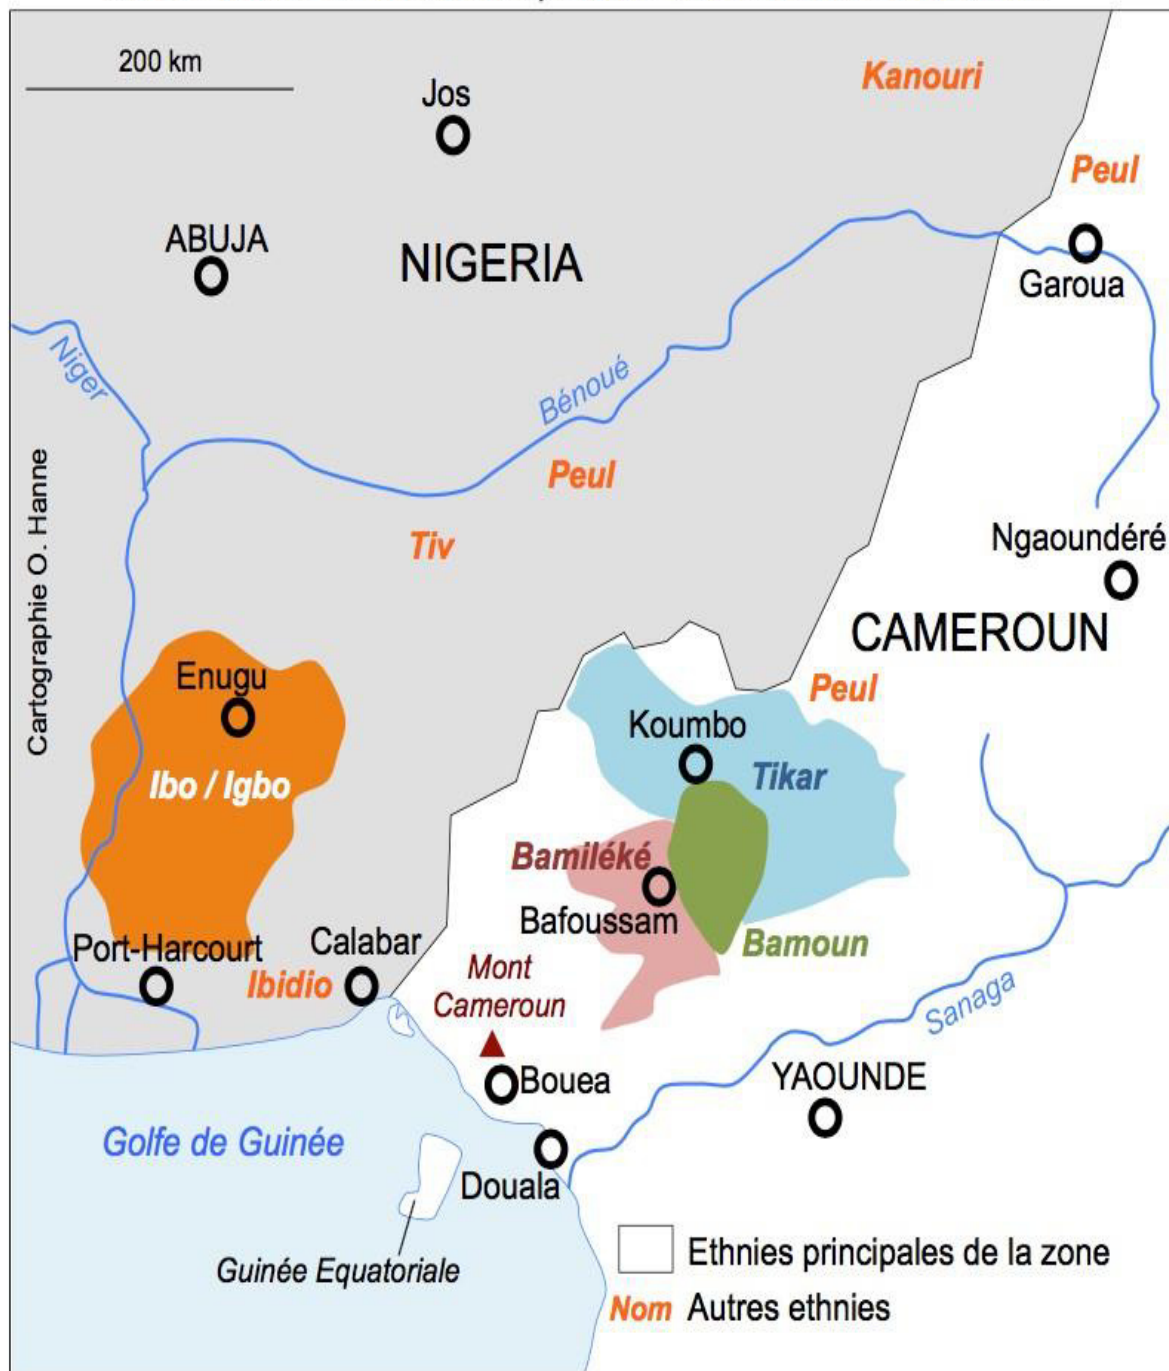 200 km
Kanouri
Jos
Peul
ABUJA
NIGERIA
Garoua
Niger
Bénoué
Peul
Cartographie O. Hanne
Tiv
Ngaoundéré
CAMEROUN
Enugu
Peul
Koumbo
Ibo / Igbo
Tikar
Bamiléké
Bafoussam
Port-Harcourt
Calabar
Bamoun
Ibidio
Mont
Cameroun
Sanaga
Bouea
YAOUNDE
Golfe de Guinée
Douala
Guinée Equatoriale
Ethnies principales de la zone
Nom Autres ethnies